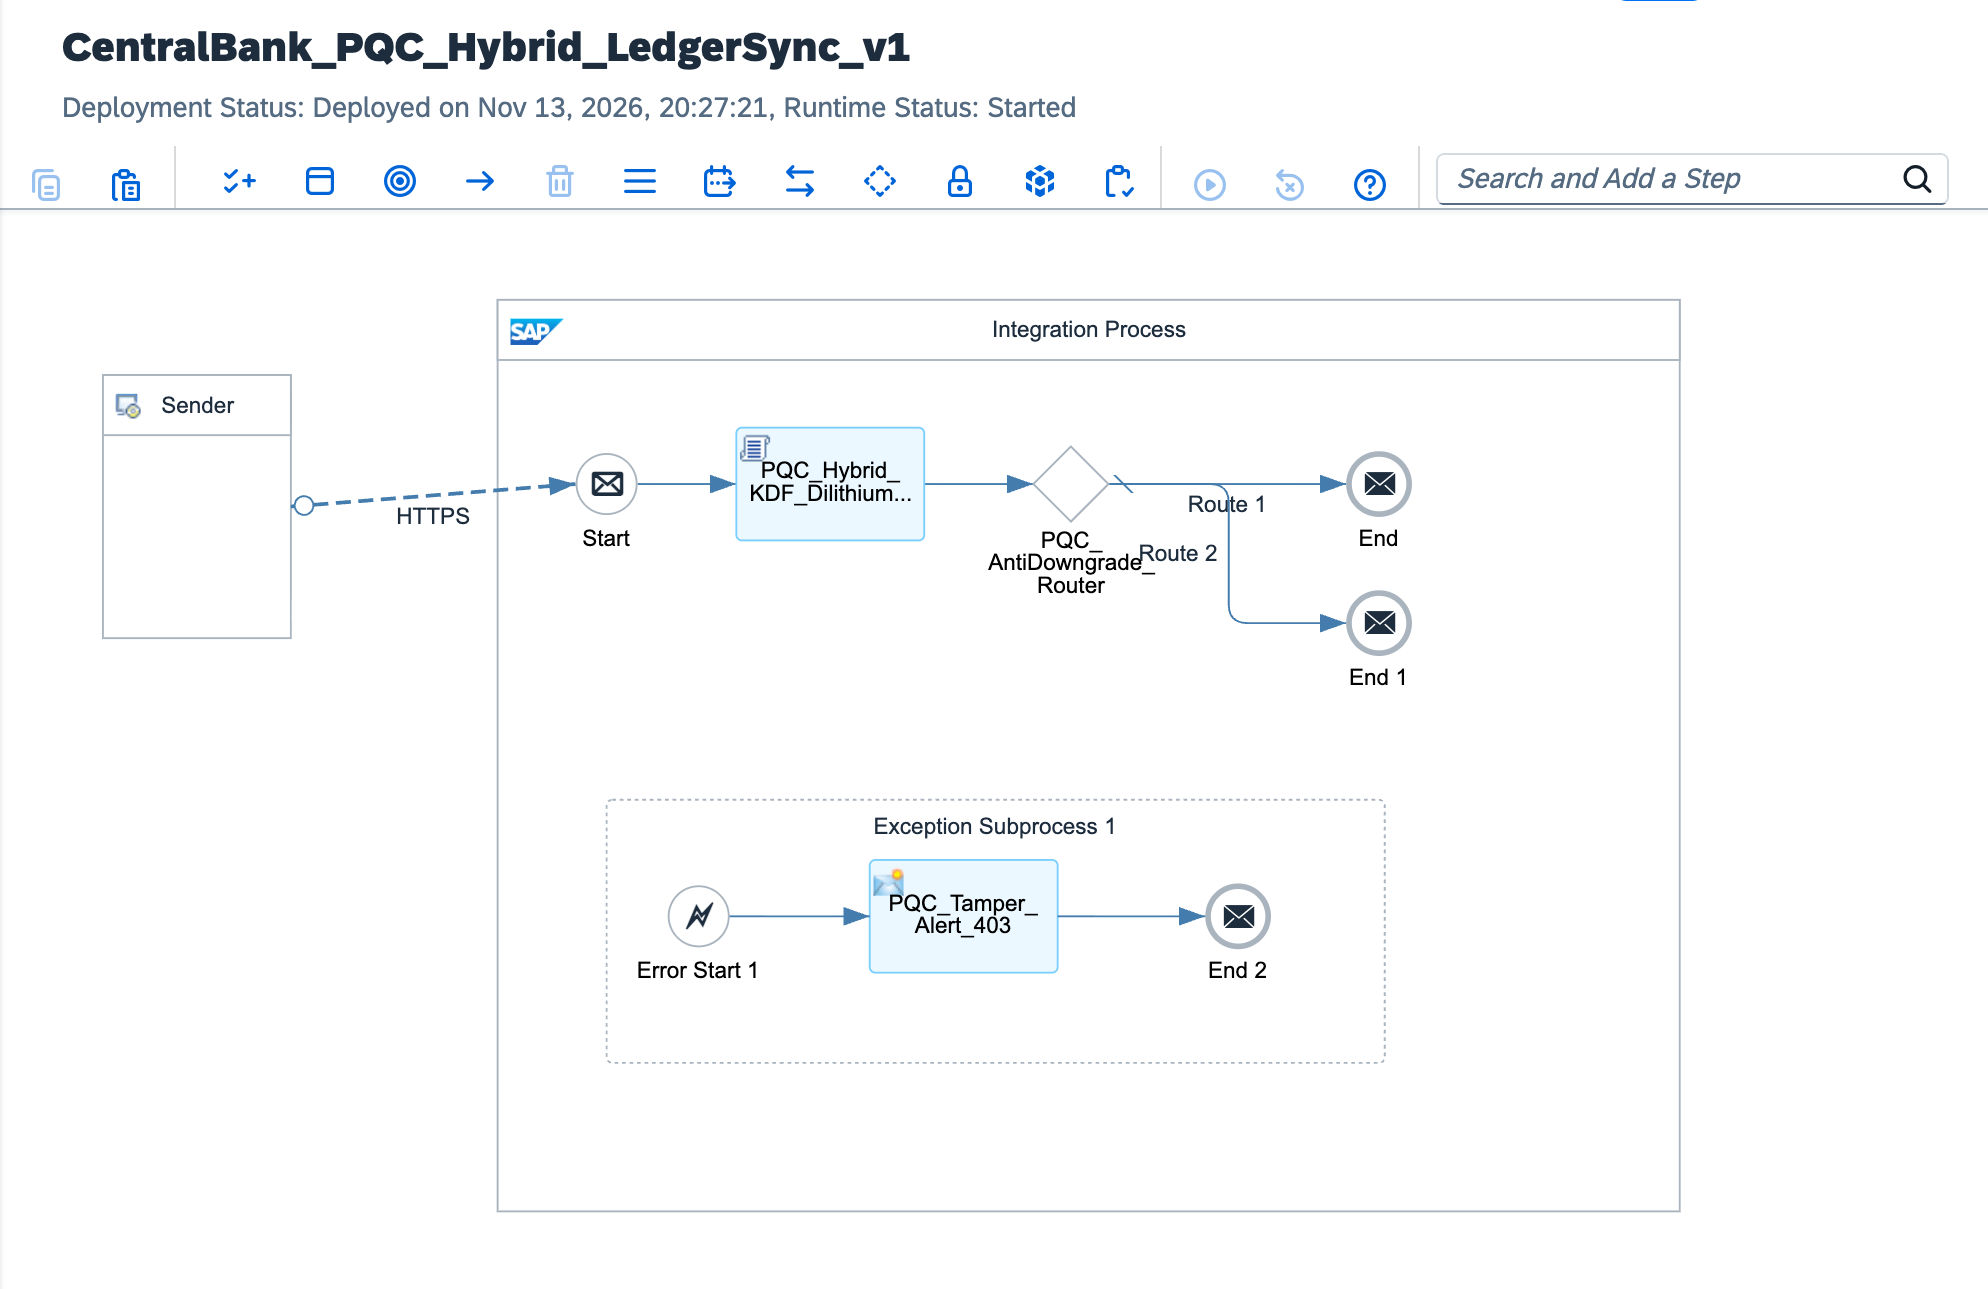 CentralBank_PQC_Hybrid_LedgerSync_v1
Deployment Status: Deployed on Nov 13, 2026, 20:27:21, Runtime Status: Started
Search and Add a Step
SAP
Integration Process
Sender
HTTPS
Start
PQC_Hybrid_
KDF_Dilithium...
PQC_
AntiDowngrade_
Router
Route 1
Route 2
End
End 1
Exception Subprocess 1
Error Start 1
PQC_Tamper_
Alert_403
End 2